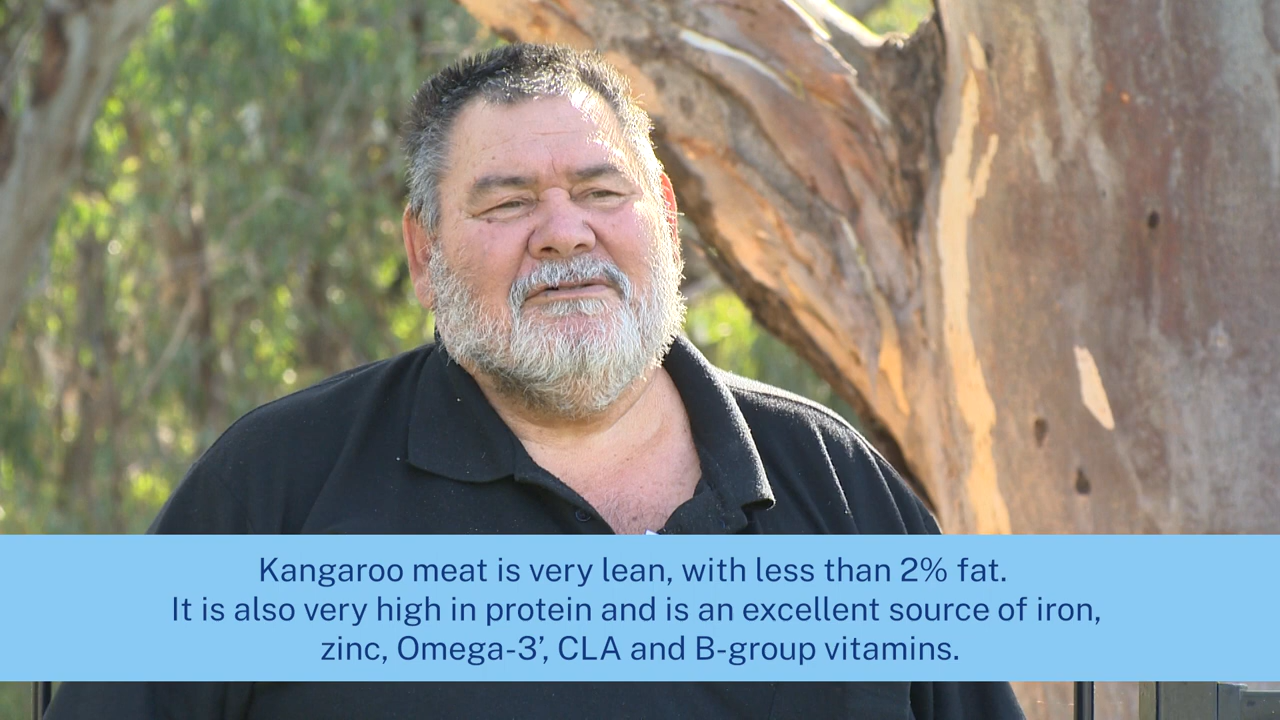 Kangaroo meat is very lean, with less than 2% fat.
It is also very high in protein and is an excellent source of iron,
zinc, Omega-3’, CLA and B-group vitamins.